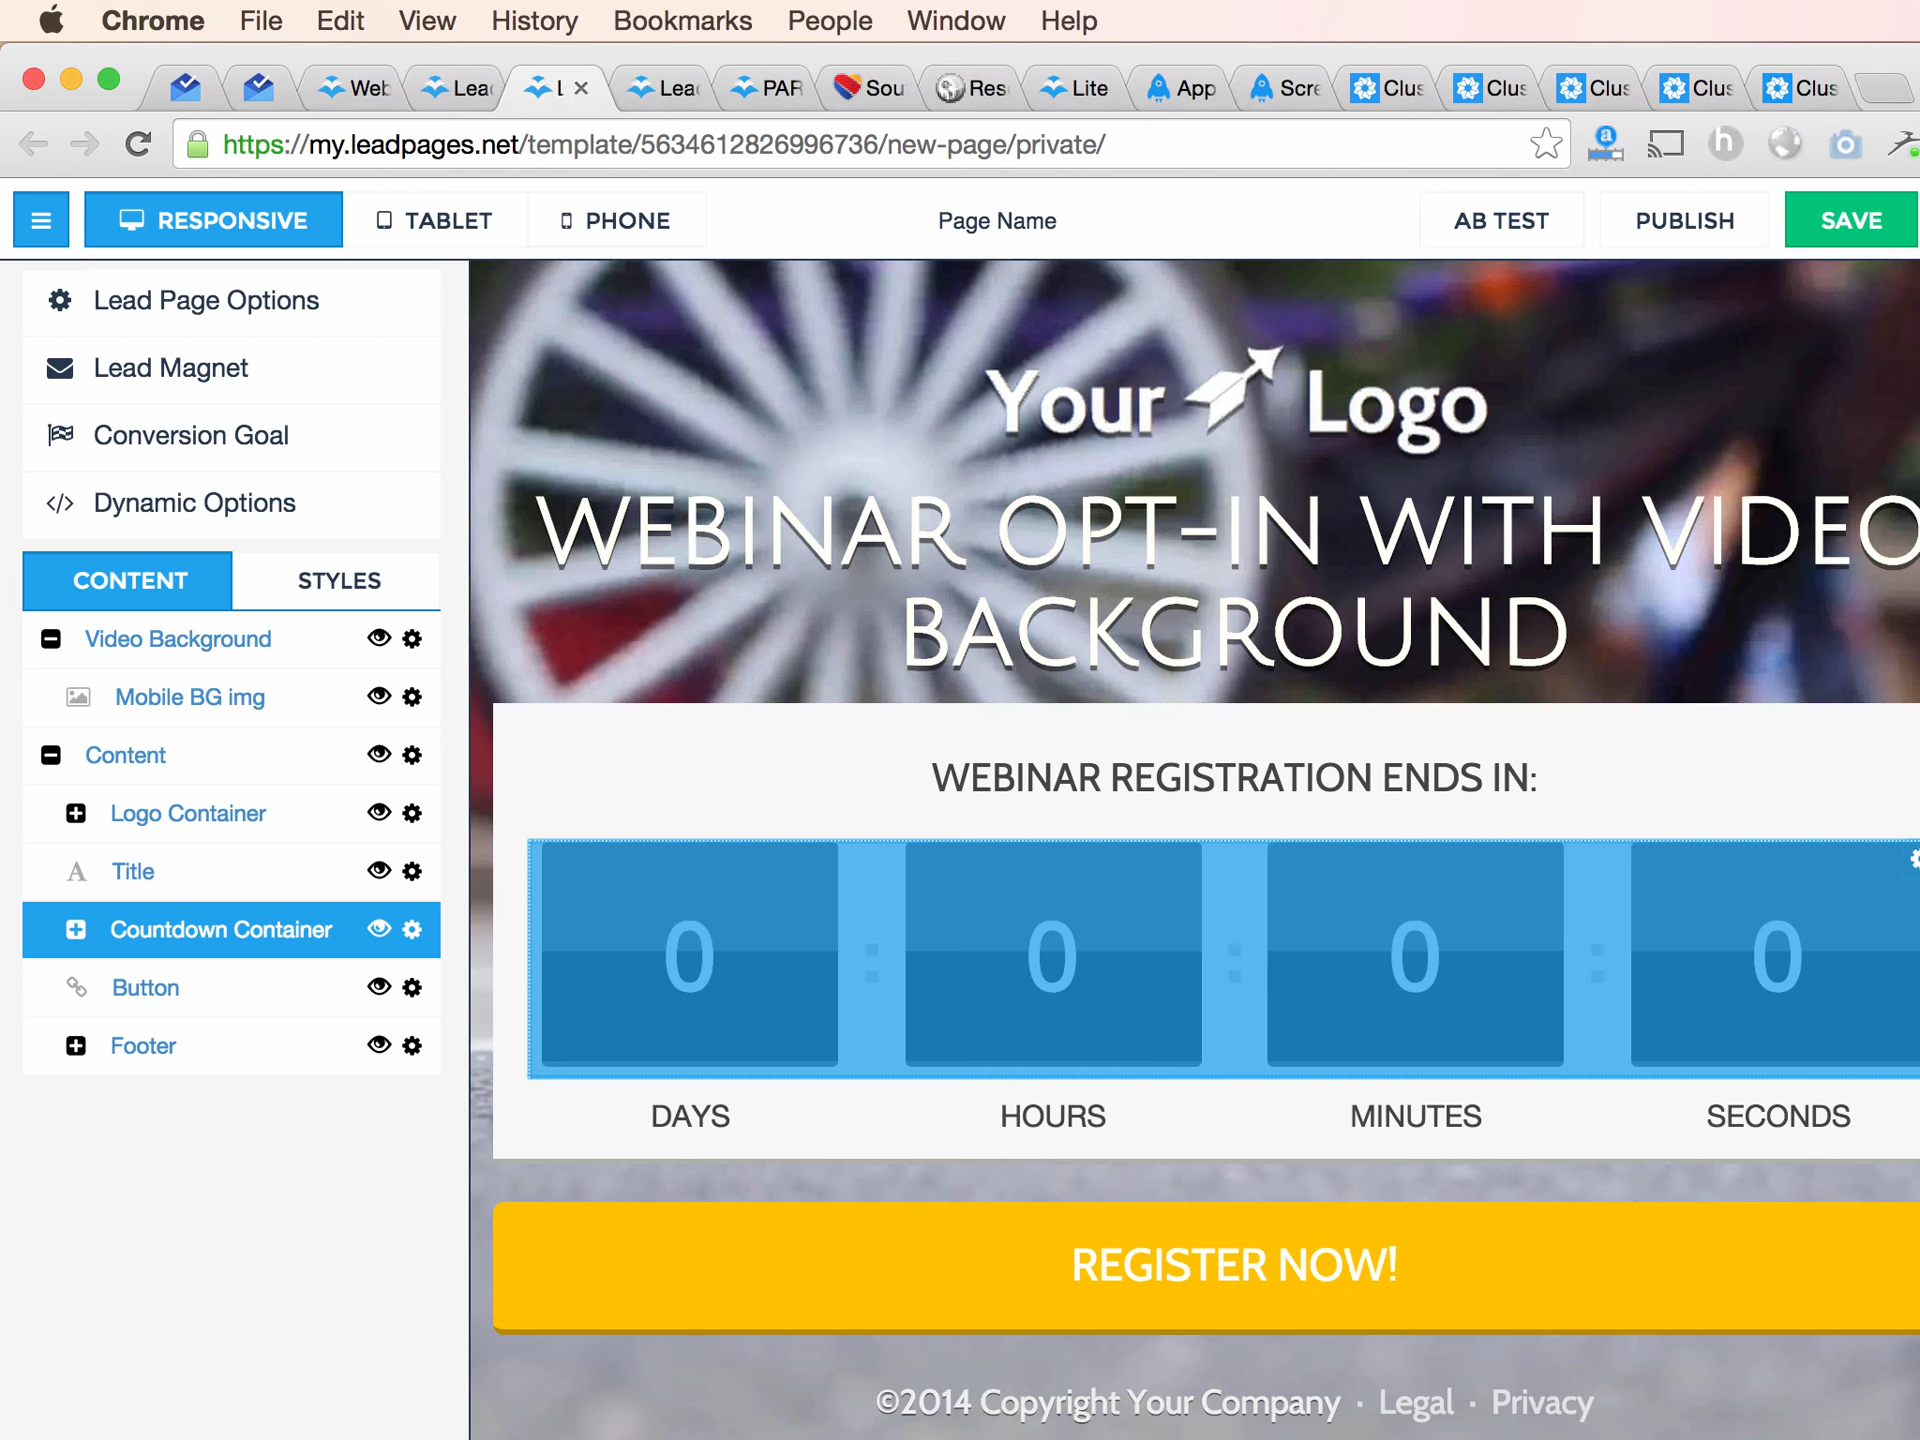 Chrome File Edit View History Bookmarks People Window Help
Web Lea L Lea PAR Sou Res Lite App Scre Clus Clus Clus Clus Clus
https://my.leadpages.net/template/5634612826996736/new-page/private/
RESPONSIVE TABLET PHONE Page Name AB TEST PUBLISH SAVE
Lead Page Options
Lead Magnet
Conversion Goal
Dynamic Options
CONTENT STYLES
Video Background
Mobile BG img
Content
Logo Container
Title
Countdown Container
Button
Footer
Your Logo
WEBINAR OPT-IN WITH VIDEO
BACKGROUND
WEBINAR REGISTRATION ENDS IN:
0 : 0 : 0 : 0
DAYS HOURS MINUTES SECONDS
REGISTER NOW!
©2014 Copyright Your Company · Legal · Privacy